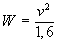 W = v²/1,6